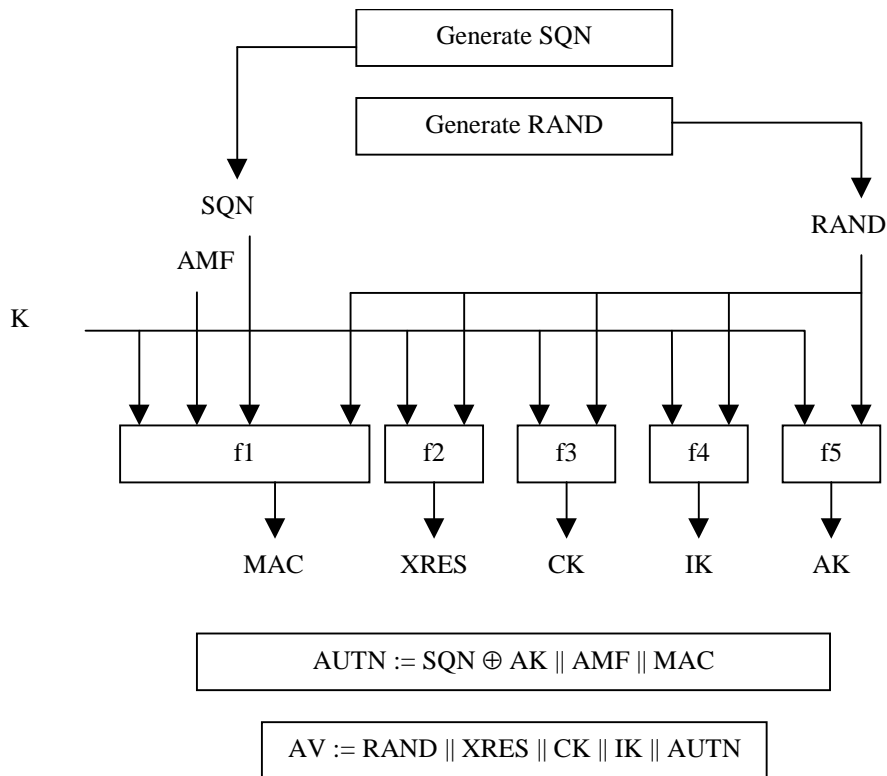 Generate SQN
Generate RAND
SQN
RAND
AMF
K
f1
f2
f3
f4
f5
MAC
XRES
CK
IK
AK
AUTN := SQN ⊕ AK || AMF || MAC
AV := RAND || XRES || CK || IK || AUTN